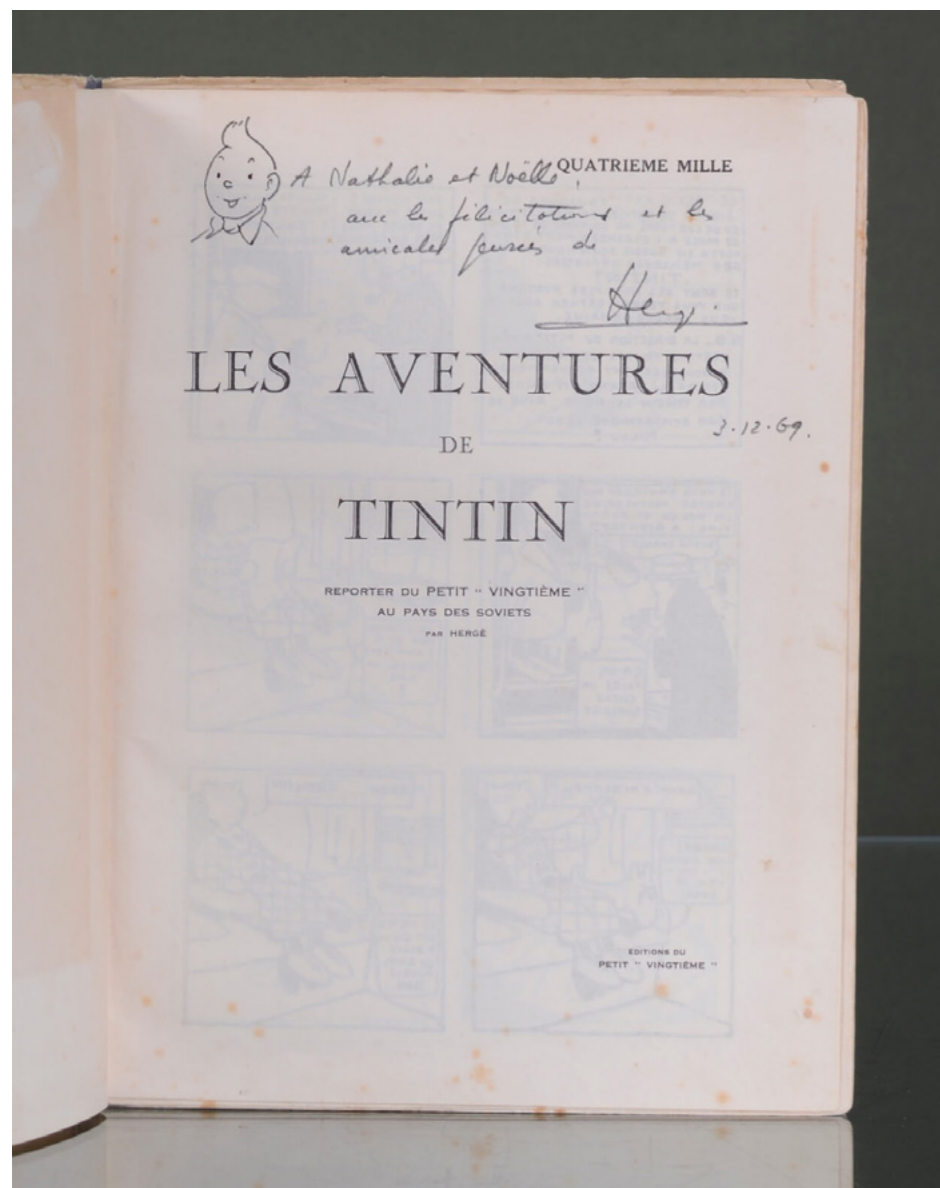 QUATRIEME MILLE
A Nathalie et Noëlle,
avec les félicitations et les
amicales pensées de
Hergé.
LES AVENTURES
3.12.69.
DE
TINTIN
REPORTER DU PETIT " VINGTIÈME "
AU PAYS DES SOVIETS
PAR HERGÉ
EDITIONS DU
PETIT " VINGTIÈME "